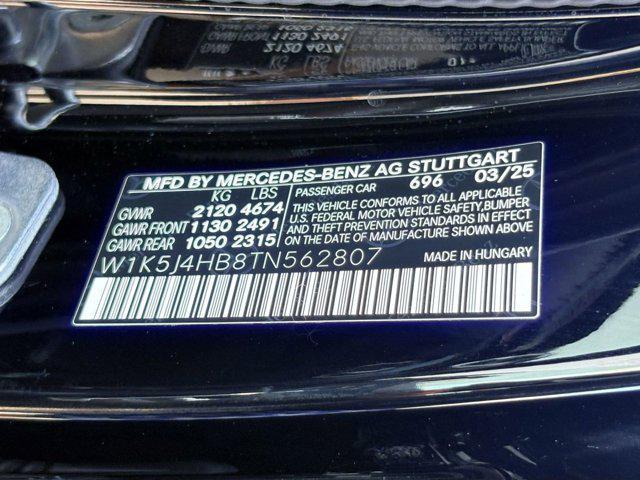 MFD BY MERCEDES-BENZ AG STUTTGART
KG LBS PASSENGER CAR 696 03/25
GVWR 2120 4674
GAWR FRONT 1130 2491
GAWR REAR 1050 2315
THIS VEHICLE CONFORMS TO ALL APPLICABLE
U.S. FEDERAL MOTOR VEHICLE SAFETY,BUMPER
AND THEFT PREVENTION STANDARDS IN EFFECT
ON THE DATE OF MANUFACTURE SHOWN ABOVE.
W1K5J4HB8TN562807 MADE IN HUNGARY